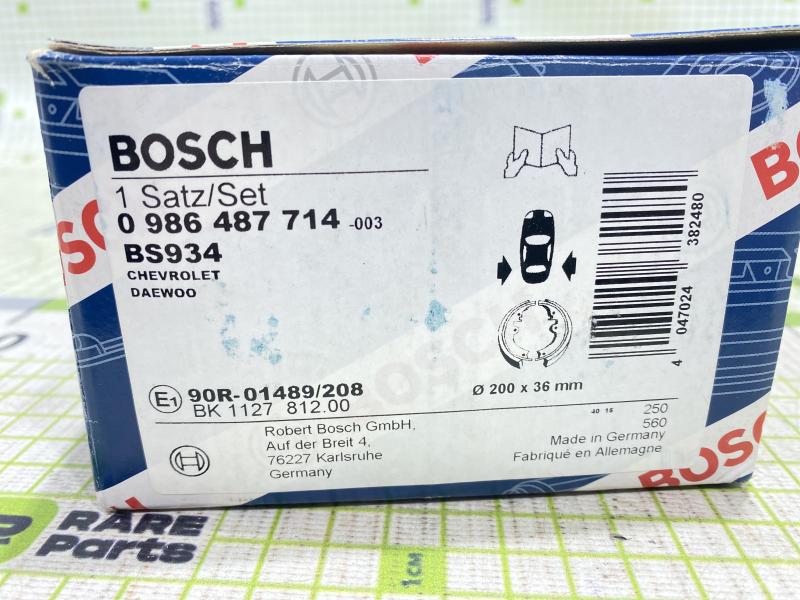 BOSCH
1 Satz/Set
0 986 487 714 -003
BS934
CHEVROLET
DAEWOO
4 047024 382480
Ø 200 x 36 mm
E1 90R-01489/208
BK 1127 812.00
40 15 250
560
Robert Bosch GmbH,
Auf der Breit 4,
76227 Karlsruhe
Germany
Made in Germany
Fabriqué en Allemagne
BOSCH
RARE
Parts
1см